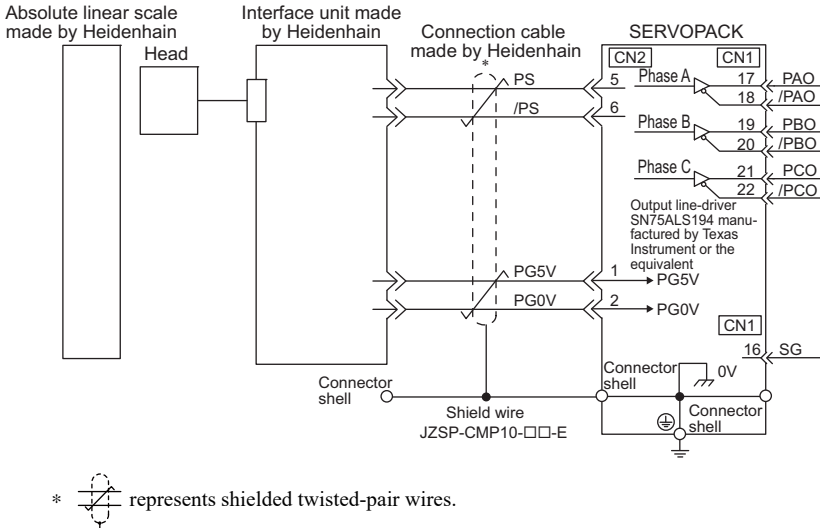 Absolute linear scale
made by Heidenhain
Head
Interface unit made
by Heidenhain
Connection cable
made by Heidenhain
*
SERVOPACK
CN2
CN1
PS
5
Phase A
17
PAO
18
/PAO
/PS
6
Phase B
19
PBO
20
/PBO
Phase C
21
PCO
22
/PCO
Output line-driver
SN75ALS194 manu-
factured by Texas
Instrument or the
equivalent
PG5V
1
PG5V
PG0V
2
PG0V
CN1
16
SG
Connector
shell
Connector
shell
0V
Connector
shell
Shield wire
JZSP-CMP10-□□-E
* represents shielded twisted-pair wires.